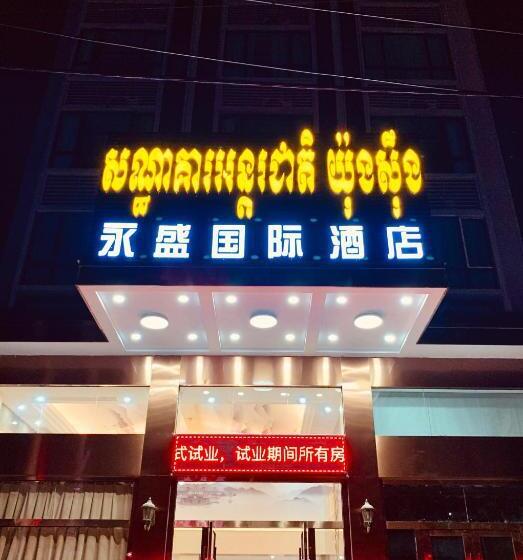 សណ្ឋាគារអន្តរជាតិ យ៉ុងស៊ឹង
永盛国际酒店
式试业，试业期间所有房